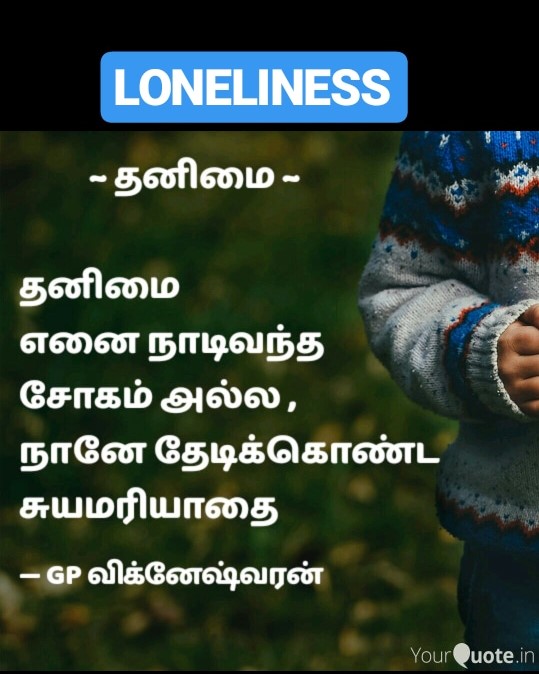 LONELINESS
~ தனிமை ~
தனிமை
எனை நாடிவந்த
சோகம் அல்ல ,
நானே தேடிக்கொண்ட
சுயமரியாதை
— GP விக்னேஷ்வரன்
YourQuote.in